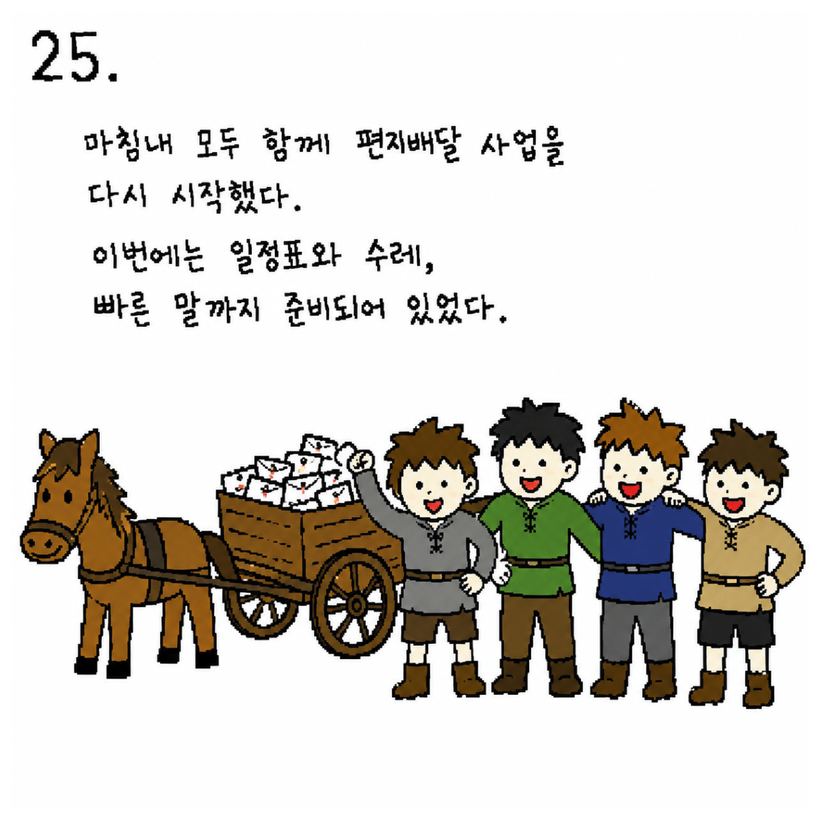 25.
마침내 모두 함께 편지배달 사업을
다시 시작했다.
이번에는 일정표와 수레,
빠른 말까지 준비되어 있었다.